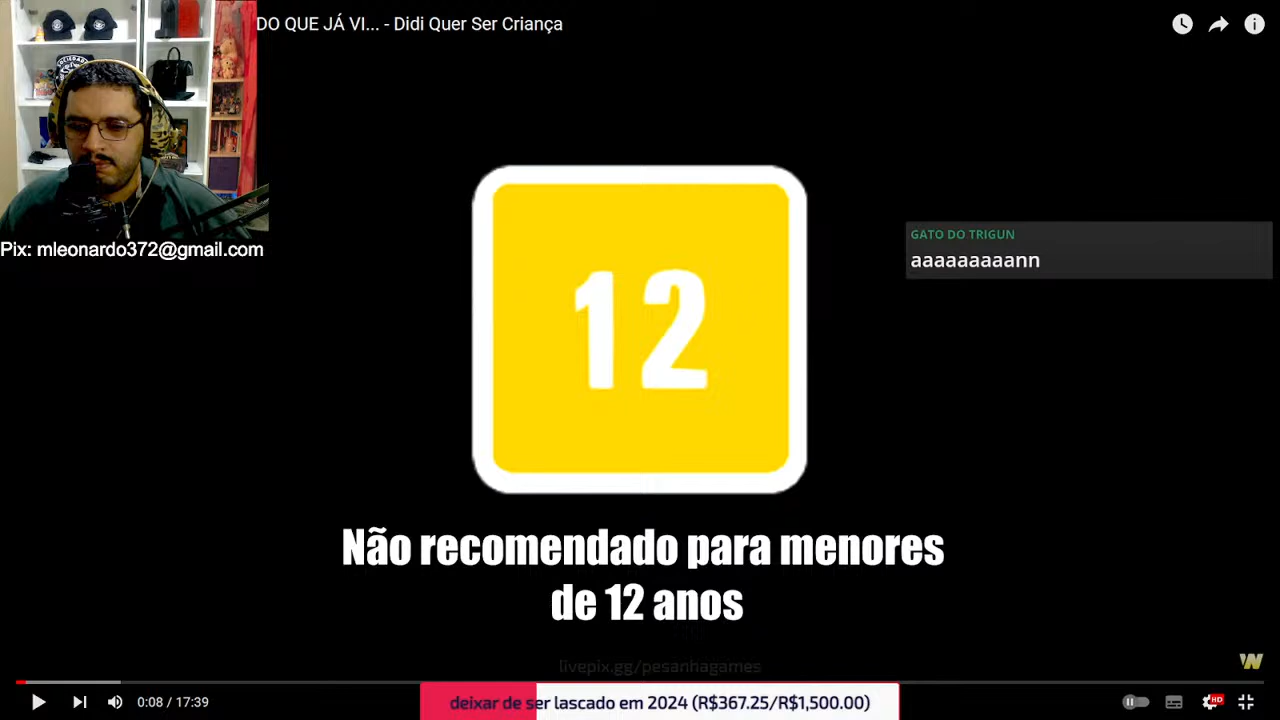 DO QUE JÁ VI... - Didi Quer Ser Criança
Pix: mleonardo372@gmail.com
GATO DO TRIGUN
aaaaaaaaann
12
Não recomendado para menores
de 12 anos
livepix.gg/pesanhagames
W
deixar de ser lascado em 2024 (R$367.25/R$1,500.00)
0:08 / 17:39
HD